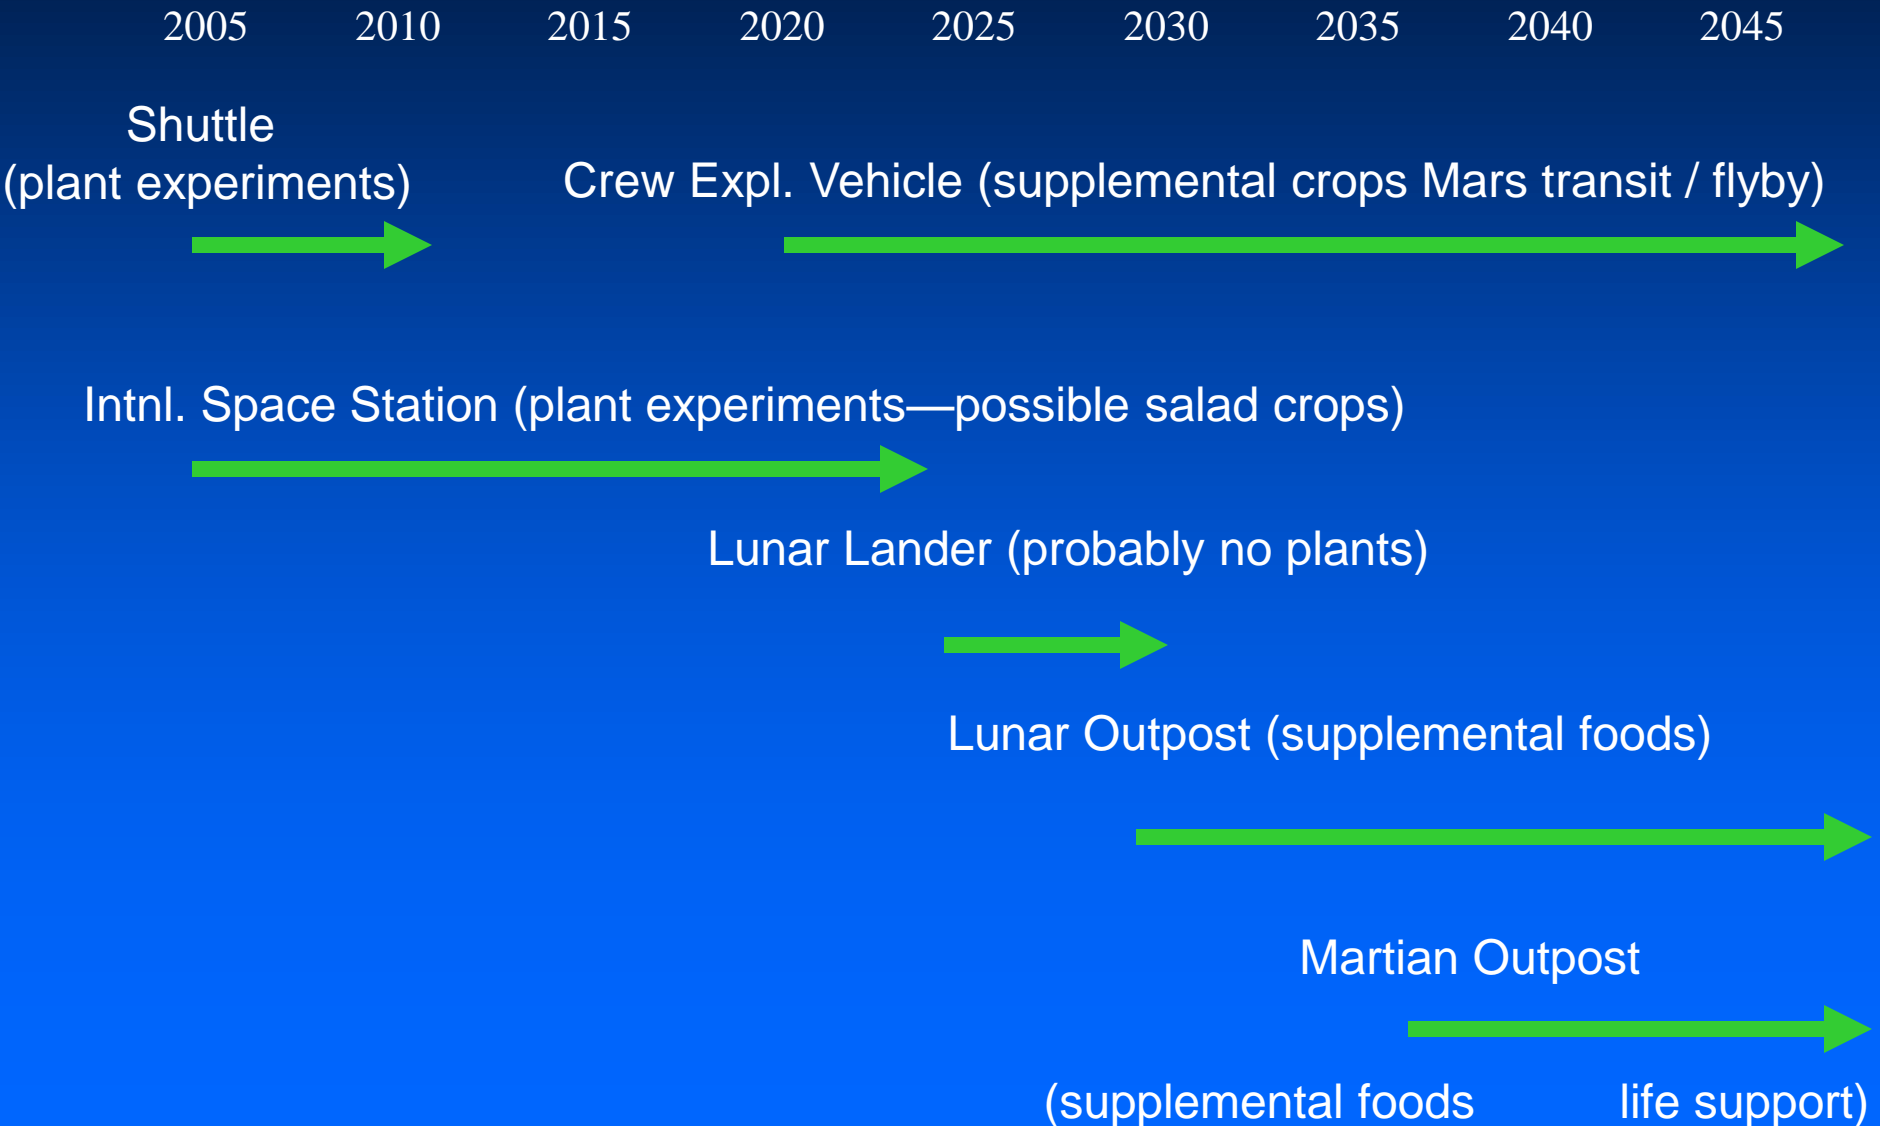 2005 2010 2015 2020 2025 2030 2035 2040 2045
Shuttle
(plant experiments)
Crew Expl. Vehicle (supplemental crops Mars transit / flyby)
Intnl. Space Station (plant experiments—possible salad crops)
Lunar Lander (probably no plants)
Lunar Outpost (supplemental foods)
Martian Outpost
(supplemental foods life support)